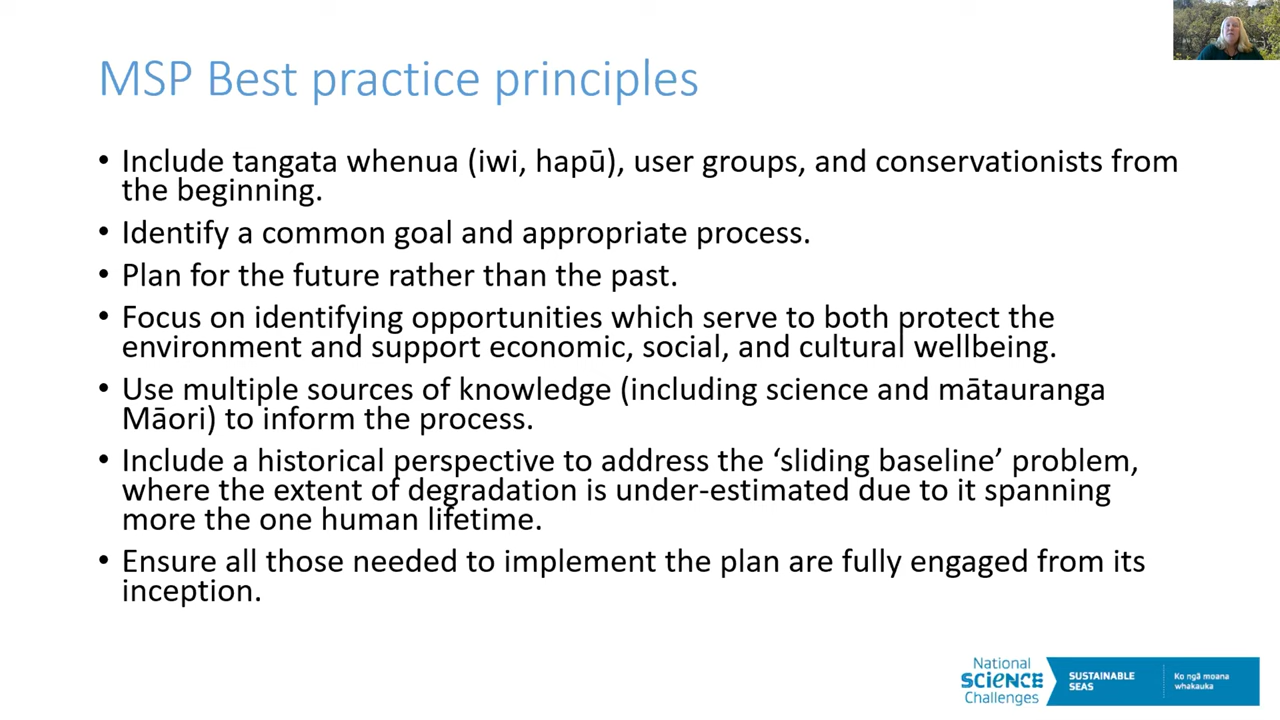 MSP Best practice principles
• Include tangata whenua (iwi, hapū), user groups, and conservationists from
the beginning.
• Identify a common goal and appropriate process.
• Plan for the future rather than the past.
• Focus on identifying opportunities which serve to both protect the
environment and support economic, social, and cultural wellbeing.
• Use multiple sources of knowledge (including science and mātauranga
Māori) to inform the process.
• Include a historical perspective to address the ‘sliding baseline’ problem,
where the extent of degradation is under-estimated due to it spanning
more the one human lifetime.
• Ensure all those needed to implement the plan are fully engaged from its
inception.
National
SCIENCE
Challenges
SUSTAINABLE
SEAS
Ko ngā moana
whakauka